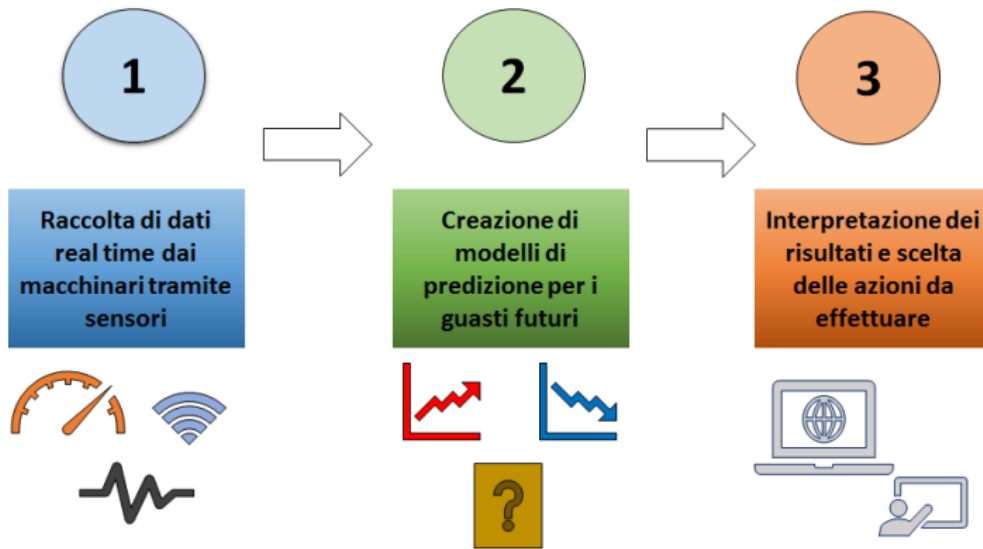 1
2
3
Raccolta di dati
real time dai
macchinari tramite
sensori
Creazione di
modelli di
predizione per i
guasti futuri
Interpretazione dei
risultati e scelta
delle azioni da
effettuare
?